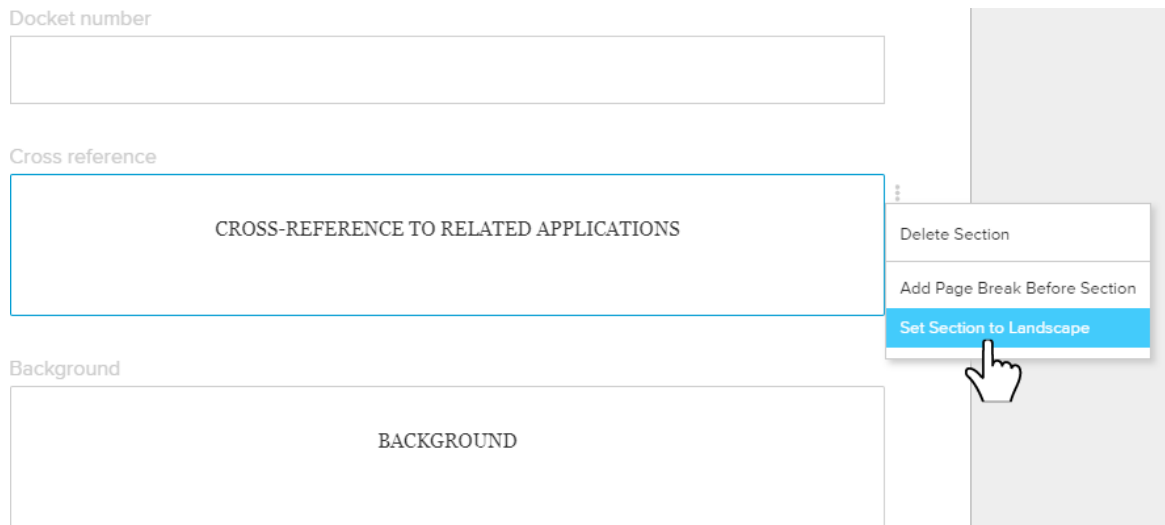 Docket number
Cross reference
CROSS-REFERENCE TO RELATED APPLICATIONS
Delete Section
Add Page Break Before Section
Set Section to Landscape
Background
BACKGROUND